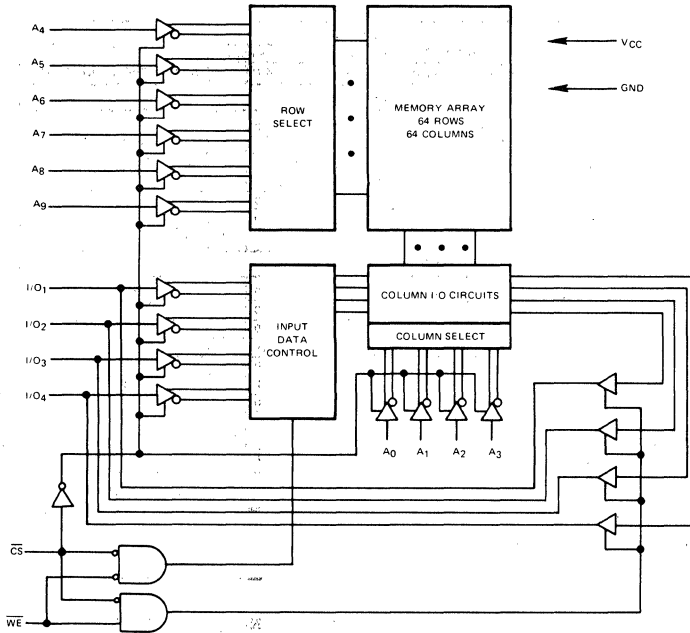 A4
A5
A6
A7
A8
A9
ROW
SELECT
MEMORY ARRAY
64 ROWS
64 COLUMNS
VCC
GND
I/O1
I/O2
I/O3
I/O4
INPUT
DATA
CONTROL
COLUMN I/O CIRCUITS
COLUMN SELECT
A0
A1
A2
A3
CS
WE